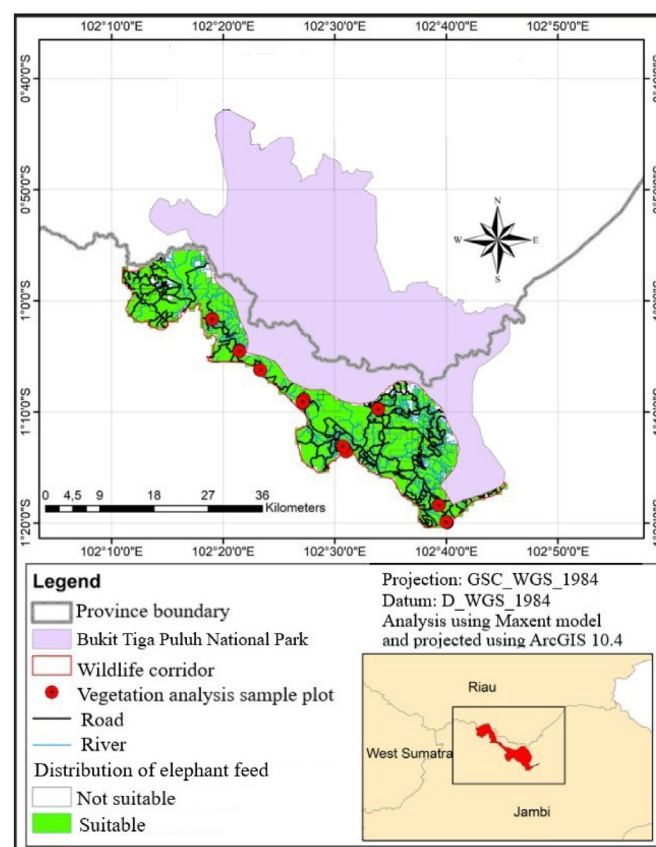 102°10'0"E 102°20'0"E 102°30'0"E 102°40'0"E 102°50'0"E
0°40'0"S
0°50'0"S
1°0'0"S
1°10'0"S
1°20'0"S
N
W E
S
0 4,5 9 18 27 36
Kilometers
102°10'0"E 102°20'0"E 102°30'0"E 102°40'0"E 102°50'0"E
Legend
Province boundary
Bukit Tiga Puluh National Park
Wildlife corridor
Vegetation analysis sample plot
Road
River
Distribution of elephant feed
Not suitable
Suitable
Projection: GSC_WGS_1984
Datum: D_WGS_1984
Analysis using Maxent model
and projected using ArcGIS 10.4
Riau
West Sumatra
Jambi